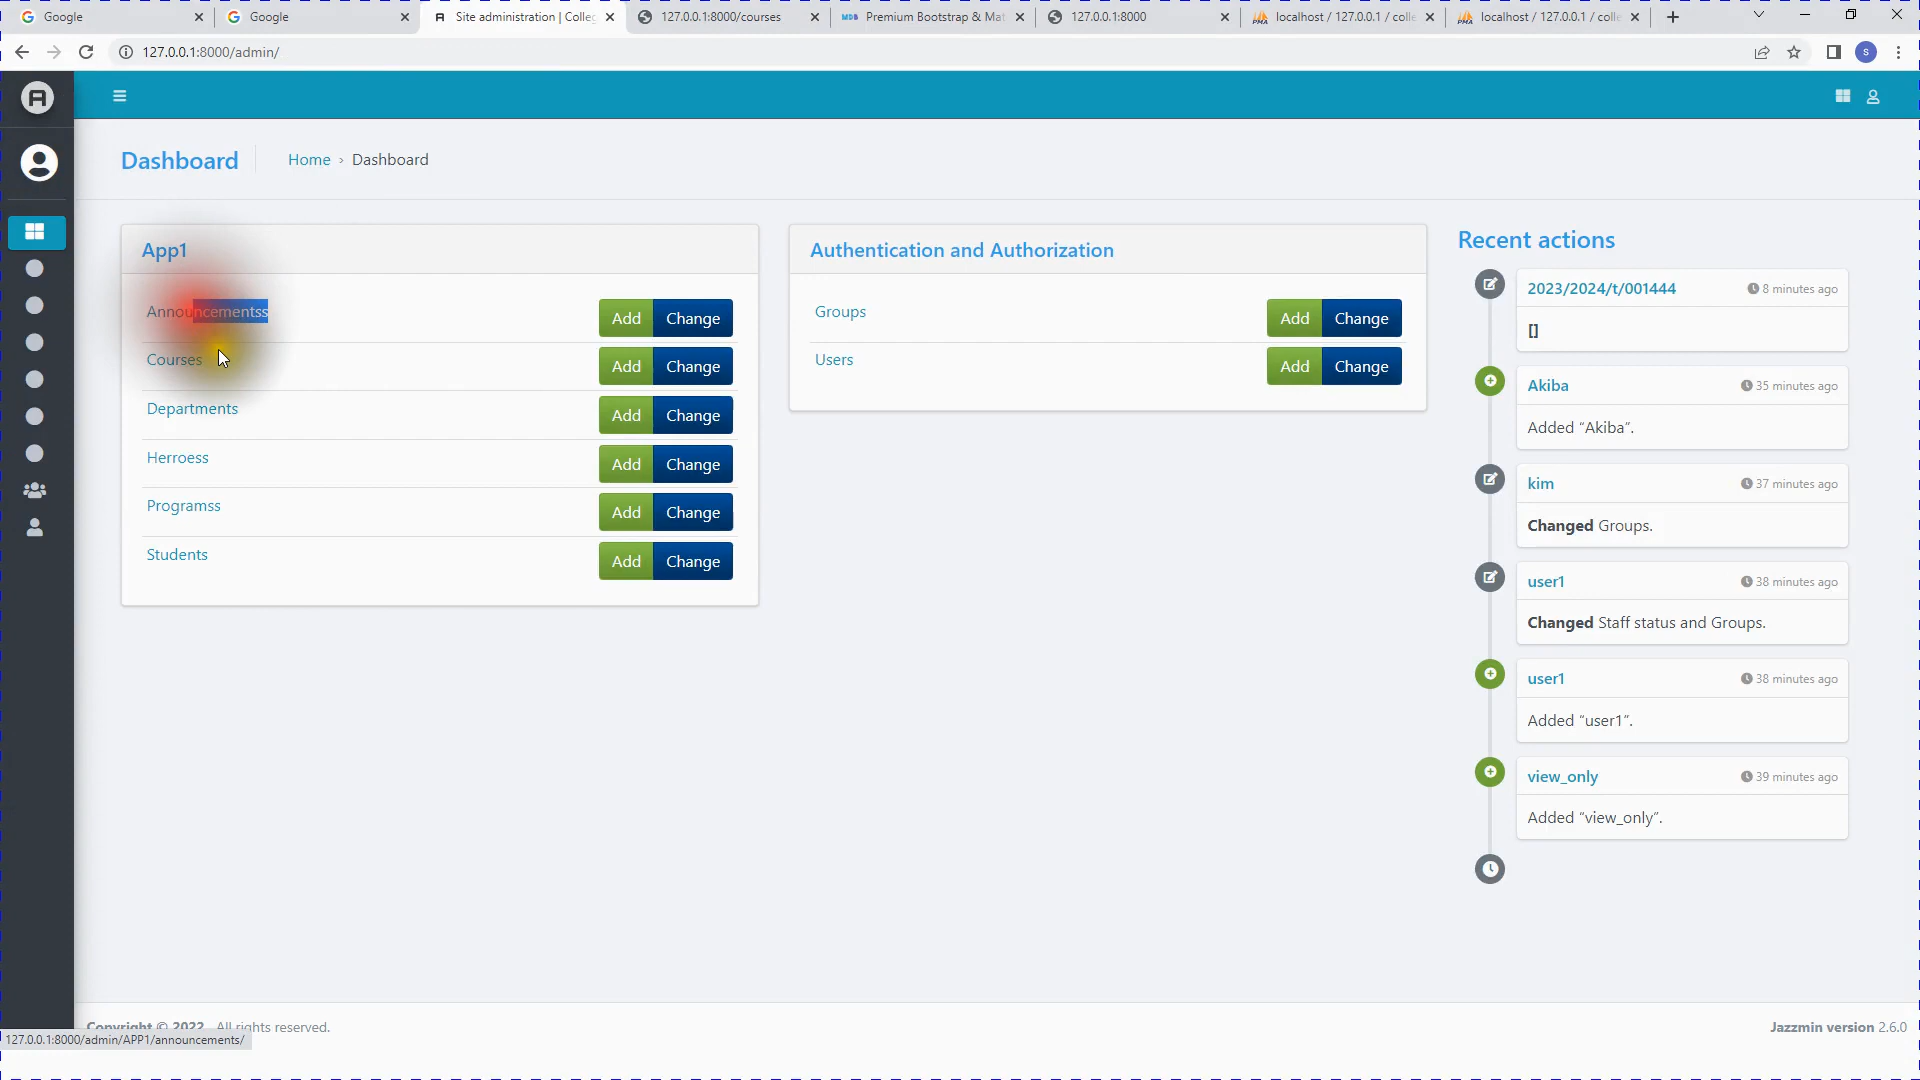 Google
Google
Site administration | Colleg
127.0.0.1:8000/courses
Premium Bootstrap & Mat
127.0.0.1:8000
localhost / 127.0.0.1 / colle
localhost / 127.0.0.1 / colle
127.0.0.1:8000/admin/
S
Dashboard
Home › Dashboard
App1
Announcementss
Add Change
Courses
Add Change
Departments
Add Change
Herroess
Add Change
Programss
Add Change
Students
Add Change
Authentication and Authorization
Groups
Add Change
Users
Add Change
Recent actions
2023/2024/t/001444 8 minutes ago
[]
Akiba 35 minutes ago
Added “Akiba”.
kim 37 minutes ago
Changed Groups.
user1 38 minutes ago
Changed Staff status and Groups.
user1 38 minutes ago
Added “user1”.
view_only 39 minutes ago
Added “view_only”.
Copyright © 2022 . All rights reserved.
Jazzmin version 2.6.0
127.0.0.1:8000/admin/APP1/announcements/